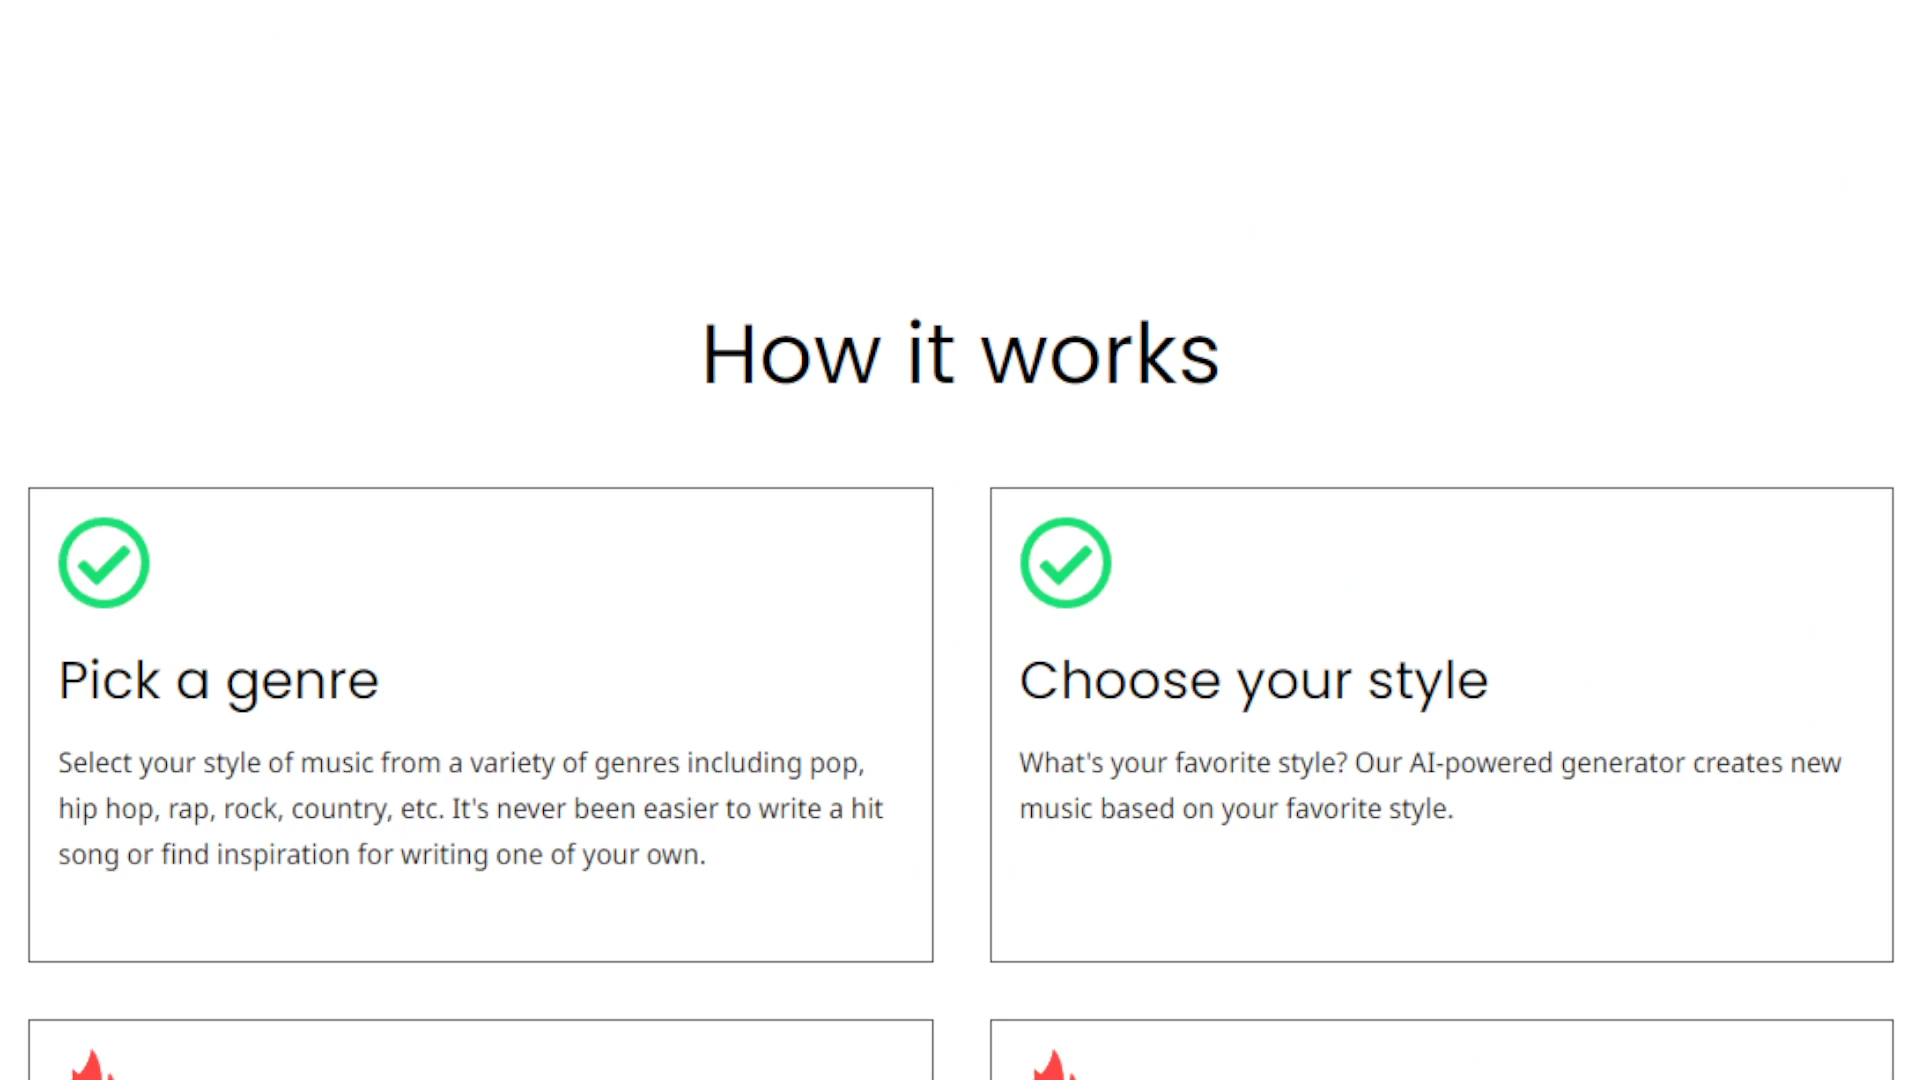 How it works
Pick a genre
Select your style of music from a variety of genres including pop,
hip hop, rap, rock, country, etc. It's never been easier to write a hit
song or find inspiration for writing one of your own.
Choose your style
What's your favorite style? Our AI-powered generator creates new
music based on your favorite style.